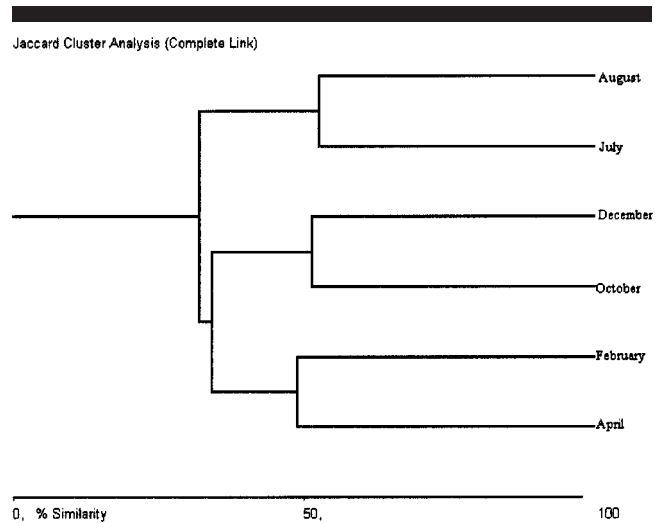 Jaccard Cluster Analysis (Complete Link)
August
July
December
October
February
April
0, % Similarity 50, 100